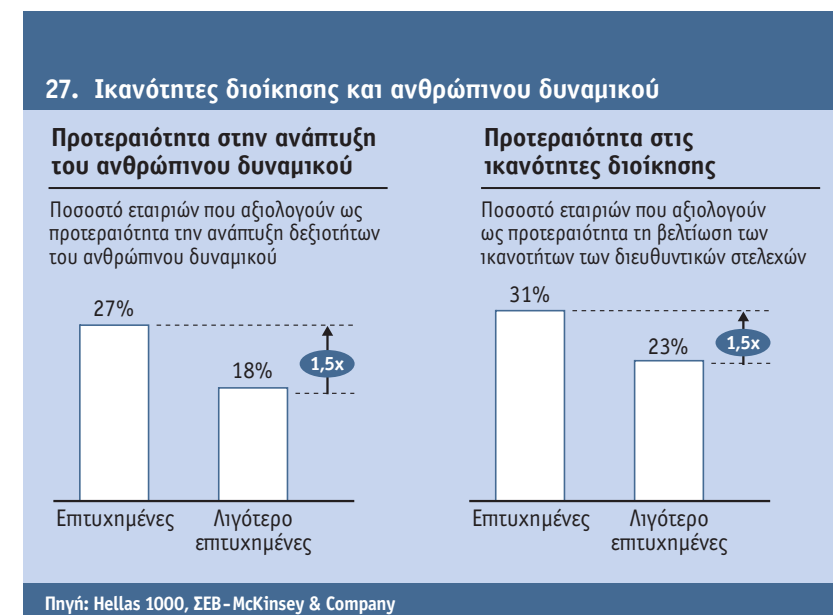 27. Ικανότητες διοίκησης και ανθρώπινου δυναμικού
Προτεραιότητα στην ανάπτυξη
του ανθρώπινου δυναμικού
Ποσοστό εταιριών που αξιολογούν ως
προτεραιότητα την ανάπτυξη δεξιοτήτων
του ανθρώπινου δυναμικού
27%
18%
1,5x
Επιτυχημένες
Λιγότερο
επιτυχημένες
Προτεραιότητα στις
ικανότητες διοίκησης
Ποσοστό εταιριών που αξιολογούν
ως προτεραιότητα τη βελτίωση των
ικανοτήτων των διευθυντικών στελεχών
31%
23%
1,5x
Επιτυχημένες
Λιγότερο
επιτυχημένες
Πηγή: Hellas 1000, ΣΕΒ-McKinsey & Company